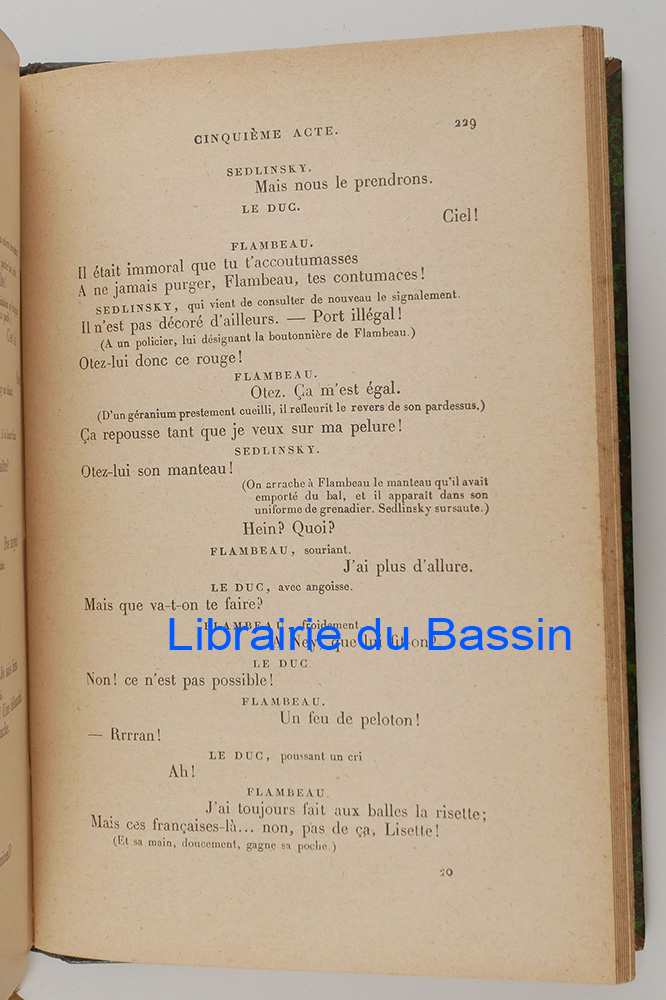 CINQUIÈME ACTE. 229
SEDLINSKY.
Mais nous le prendrons.
LE DUC.
Ciel!
FLAMBEAU.
Il était immoral que tu t'accoutumasses
A ne jamais purger, Flambeau, tes contumaces!
SEDLINSKY, qui vient de consulter de nouveau le signalement.
Il n'est pas décoré d'ailleurs. — Port illégal!
(A un policier, lui désignant la boutonnière de Flambeau.)
Otez-lui donc ce rouge!
FLAMBEAU.
Otez. Ça m'est égal.
(D'un géranium prestement cueilli, il refleurit le revers de son pardessus.)
Ça repousse tant que je veux sur ma pelure!
SEDLINSKY.
Otez-lui son manteau!
(On arrache à Flambeau le manteau qu'il avait
emporté du bal, et il apparaît dans son
uniforme de grenadier. Sedlinsky sursaute.)
Hein? Quoi?
FLAMBEAU, souriant.
J'ai plus d'allure.
LE DUC, avec angoisse.
Mais que va-t-on te faire?
FLAMBEAU, froidement.
A Ney, que lui fit-on?
Librairie du Bassin
LE DUC.
Non! ce n'est pas possible!
FLAMBEAU.
Un feu de peloton!
— Rrrran!
LE DUC, poussant un cri
Ah!
FLAMBEAU.
J'ai toujours fait aux balles la risette;
Mais ces françaises-là... non, pas de ça, Lisette!
(Et sa main, doucement, gagne sa poche.)
20